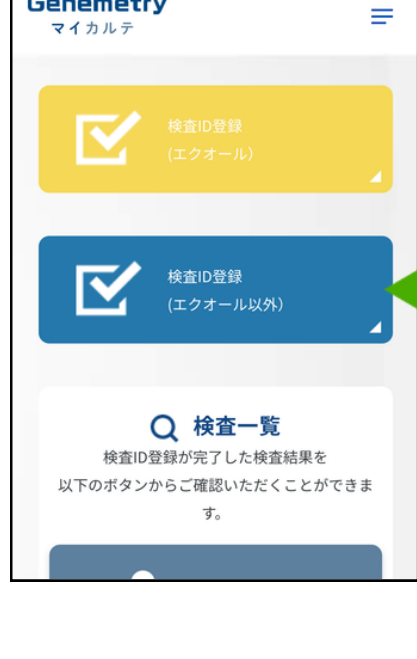 Genemetry
マイカルテ
検査ID登録
(エクオール)
検査ID登録
(エクオール以外)
検査一覧
検査ID登録が完了した検査結果を
以下のボタンからご確認いただくことができま
す。